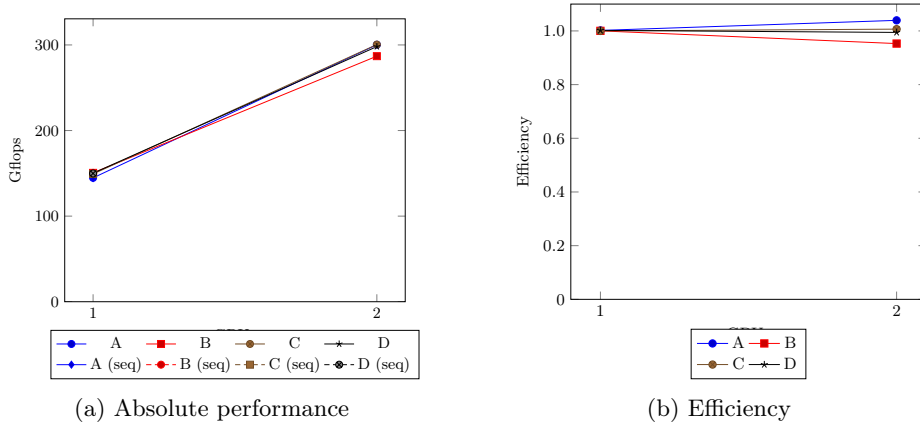 300
200
100
0
Gflops
1 2
A B C D
A (seq) B (seq) C (seq) D (seq)
(a) Absolute performance
1.0
0.8
0.6
0.4
0.2
0
Efficiency
1 2
A B
C D
(b) Efficiency